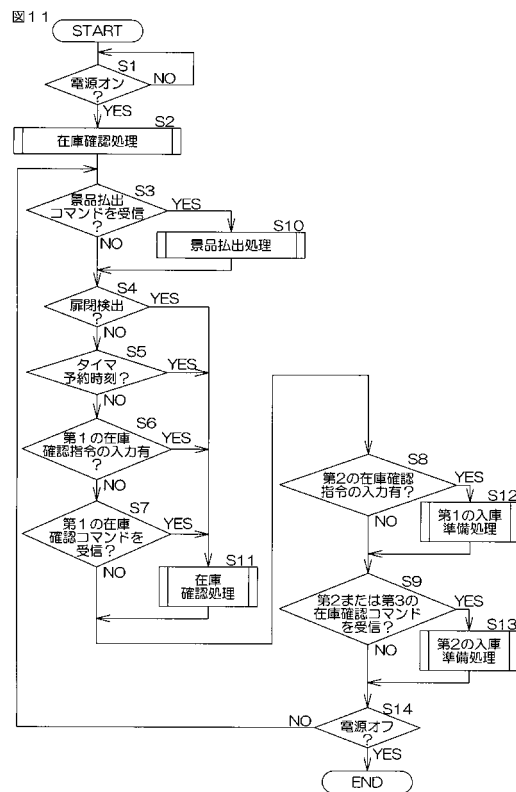 図11
START
S1
電源オン
?
NO
YES
S2
在庫確認処理
S3
景品払出
コマンドを受信
?
YES
NO
S10
景品払出処理
S4
扉閉検出
?
YES
NO
S5
タイマ
予約時刻?
YES
NO
S6
第1の在庫
確認指令の入力有
?
YES
NO
S7
第1の在庫
確認コマンドを
受信?
YES
NO
S11
在庫
確認処理
S8
第2の在庫確認
指令の入力有?
YES
NO
S12
第1の入庫
準備処理
S9
第2または第3の
在庫確認コマンド
を受信?
YES
NO
S13
第2の入庫
準備処理
S14
電源オフ
?
NO
YES
END